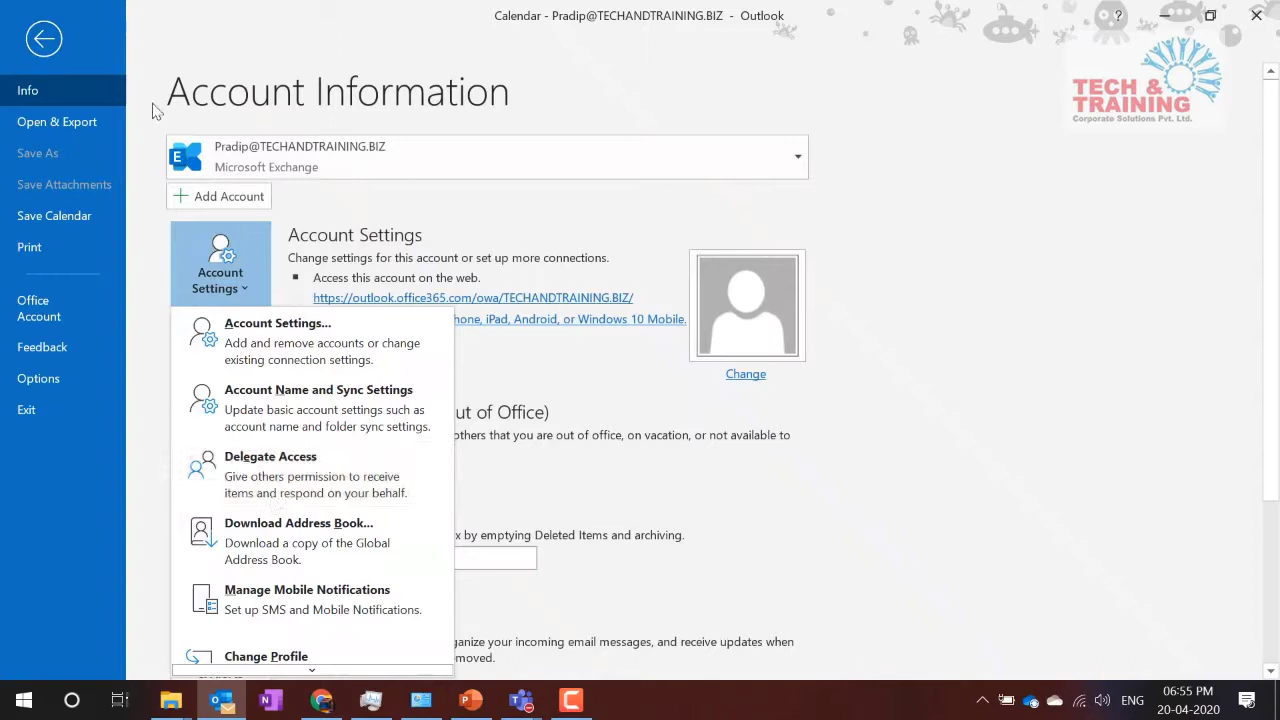 Calendar - Pradip@TECHANDTRAINING.BIZ - Outlook
?
TECH &
TRAINING
Corporate Solutions Pvt. Ltd.
Info
Open & Export
Save As
Save Attachments
Save Calendar
Print
Office
Account
Feedback
Options
Exit
Account Information
E
Pradip@TECHANDTRAINING.BIZ
Microsoft Exchange
Add Account
Account
Settings
Account Settings
Change settings for this account or set up more connections.
Access this account on the web.
https://outlook.office365.com/owa/TECHANDTRAINING.BIZ/
hone, iPad, Android, or Windows 10 Mobile.
Change
Account Settings...
Add and remove accounts or change
existing connection settings.
Account Name and Sync Settings
Update basic account settings such as
account name and folder sync settings.
Delegate Access
Give others permission to receive
items and respond on your behalf.
Download Address Book...
Download a copy of the Global
Address Book.
Manage Mobile Notifications
Set up SMS and Mobile Notifications.
Change Profile
ut of Office)
others that you are out of office, on vacation, or not available to
x by emptying Deleted Items and archiving.
ganize your incoming email messages, and receive updates when
emoved.
ENG
06:55 PM
20-04-2020